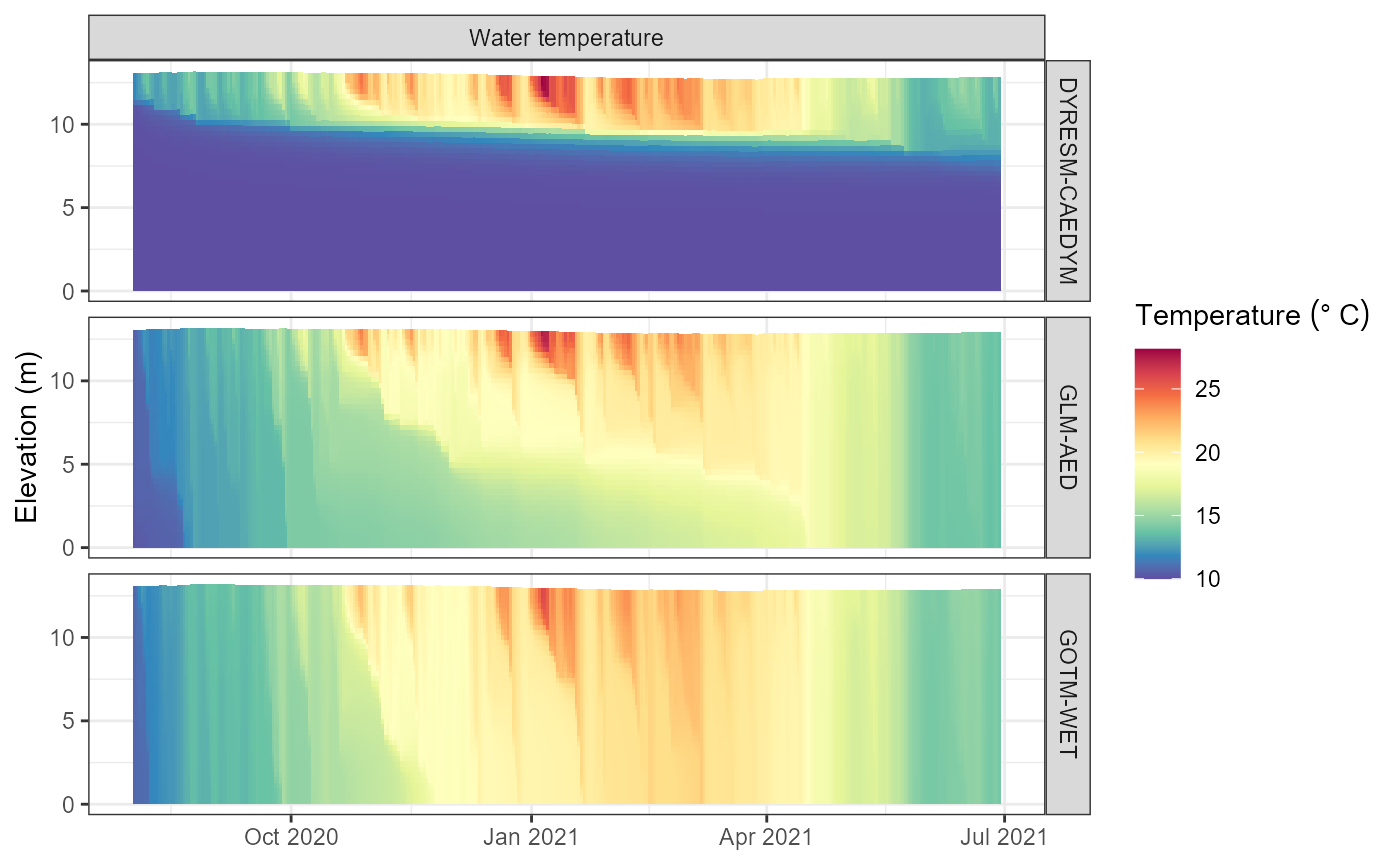 Water temperature
DYRESM-CAEDYM
10
5
0
GLM-AED
10
5
0
GOTM-WET
10
5
0
Elevation (m)
Oct 2020
Jan 2021
Apr 2021
Jul 2021
Temperature (° C)
25
20
15
10